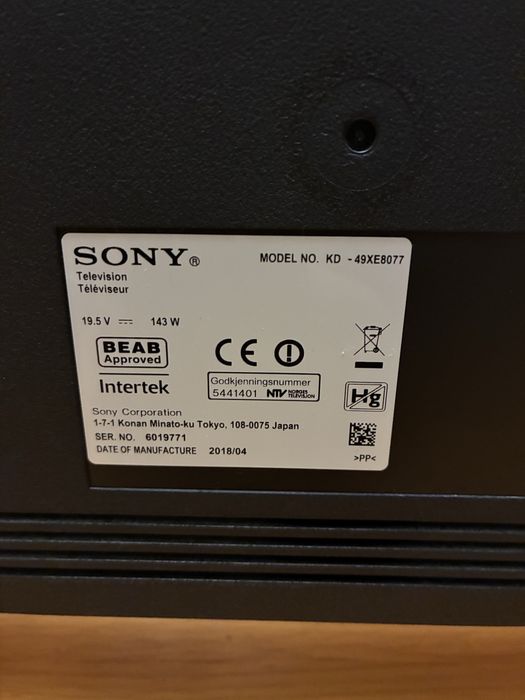 SONY®
MODEL NO. KD - 49XE8077
Television
Téléviseur
19.5 V ⎓ 143 W
BEAB
Approved
Intertek
CE
Godkjenningsnummer
5441401 NTV NORGES TELEVISION
Hg
Sony Corporation
1-7-1 Konan Minato-ku Tokyo, 108-0075 Japan
SER. NO. 6019771
DATE OF MANUFACTURE 2018/04
>PP<